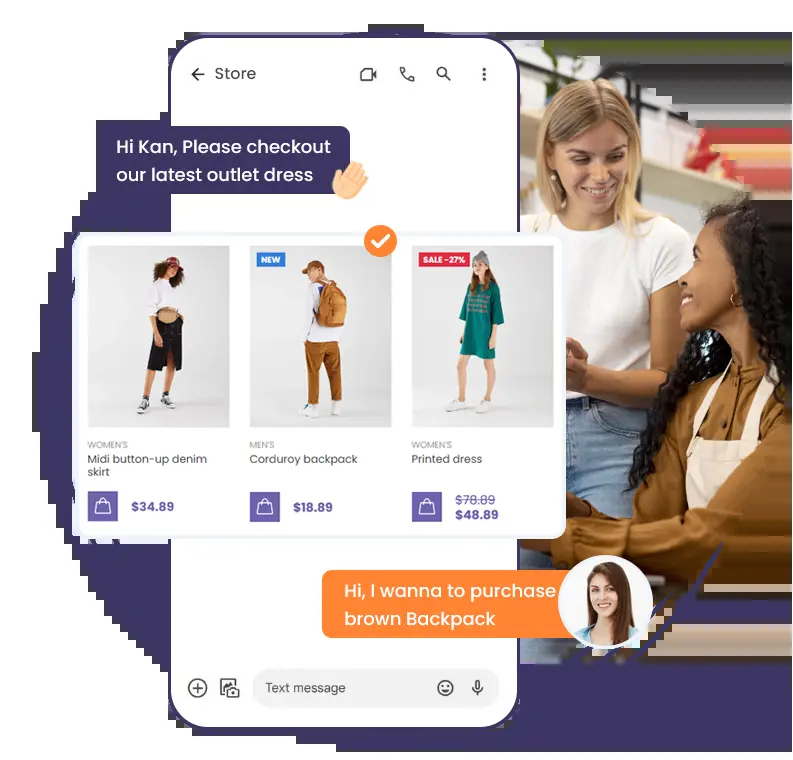 Store
Hi Kan, Please checkout
our latest outlet dress
NEW
SALE -27%
WOMEN'S
Midi button-up denim
skirt
$34.89
MEN'S
Corduroy backpack
$18.89
WOMEN'S
Printed dress
$78.89
$48.89
Hi, I wanna to purchase
brown Backpack
Text message